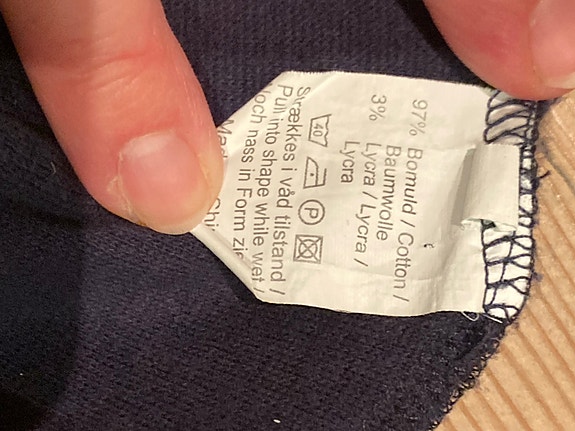 97% Bomuld / Cotton /
Baumwolle
3% Lycra / Lycra /
Lycra
40 P
Strækkes i våd tilstand /
Pull into shape while wet /
och nass in Form zie